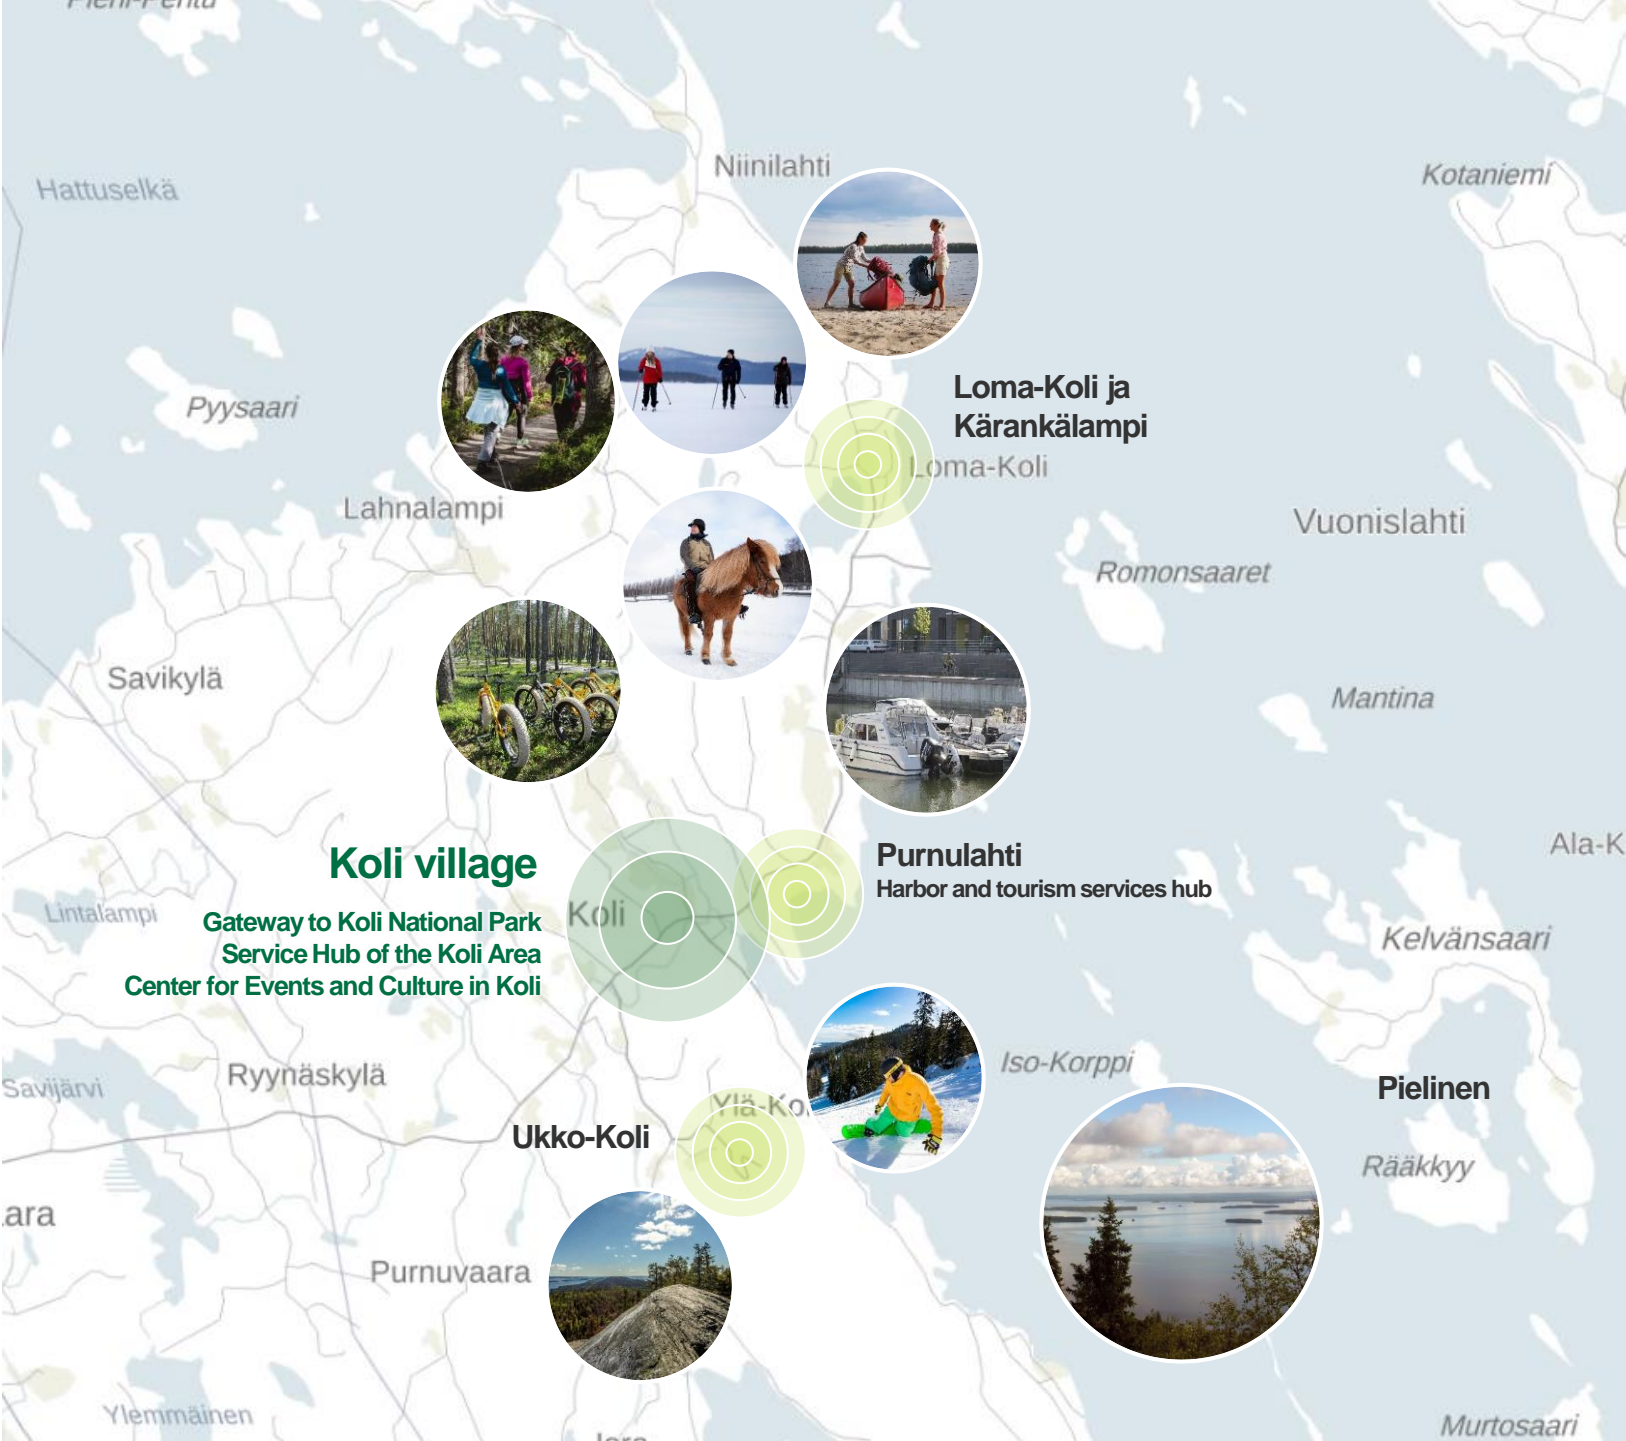 Niinilahti
Hattuselkä
Kotaniemi
Loma-Koli ja
Kärankälampi
Loma-Koli
Pyysaari
Lahnalampi
Vuonislahti
Romonsaaret
Savikylä
Mantina
Koli village
Gateway to Koli National Park
Service Hub of the Koli Area
Center for Events and Culture in Koli
Koli
Purnulahti
Harbor and tourism services hub
Ala-K
Lintalampi
Kelvänsaari
Savijärvi
Ryynäskylä
Iso-Korppi
Pielinen
Ylä-Ko
Ukko-Koli
Rääkkyy
ara
Purnuvaara
Ylemmäinen
Murtosaari